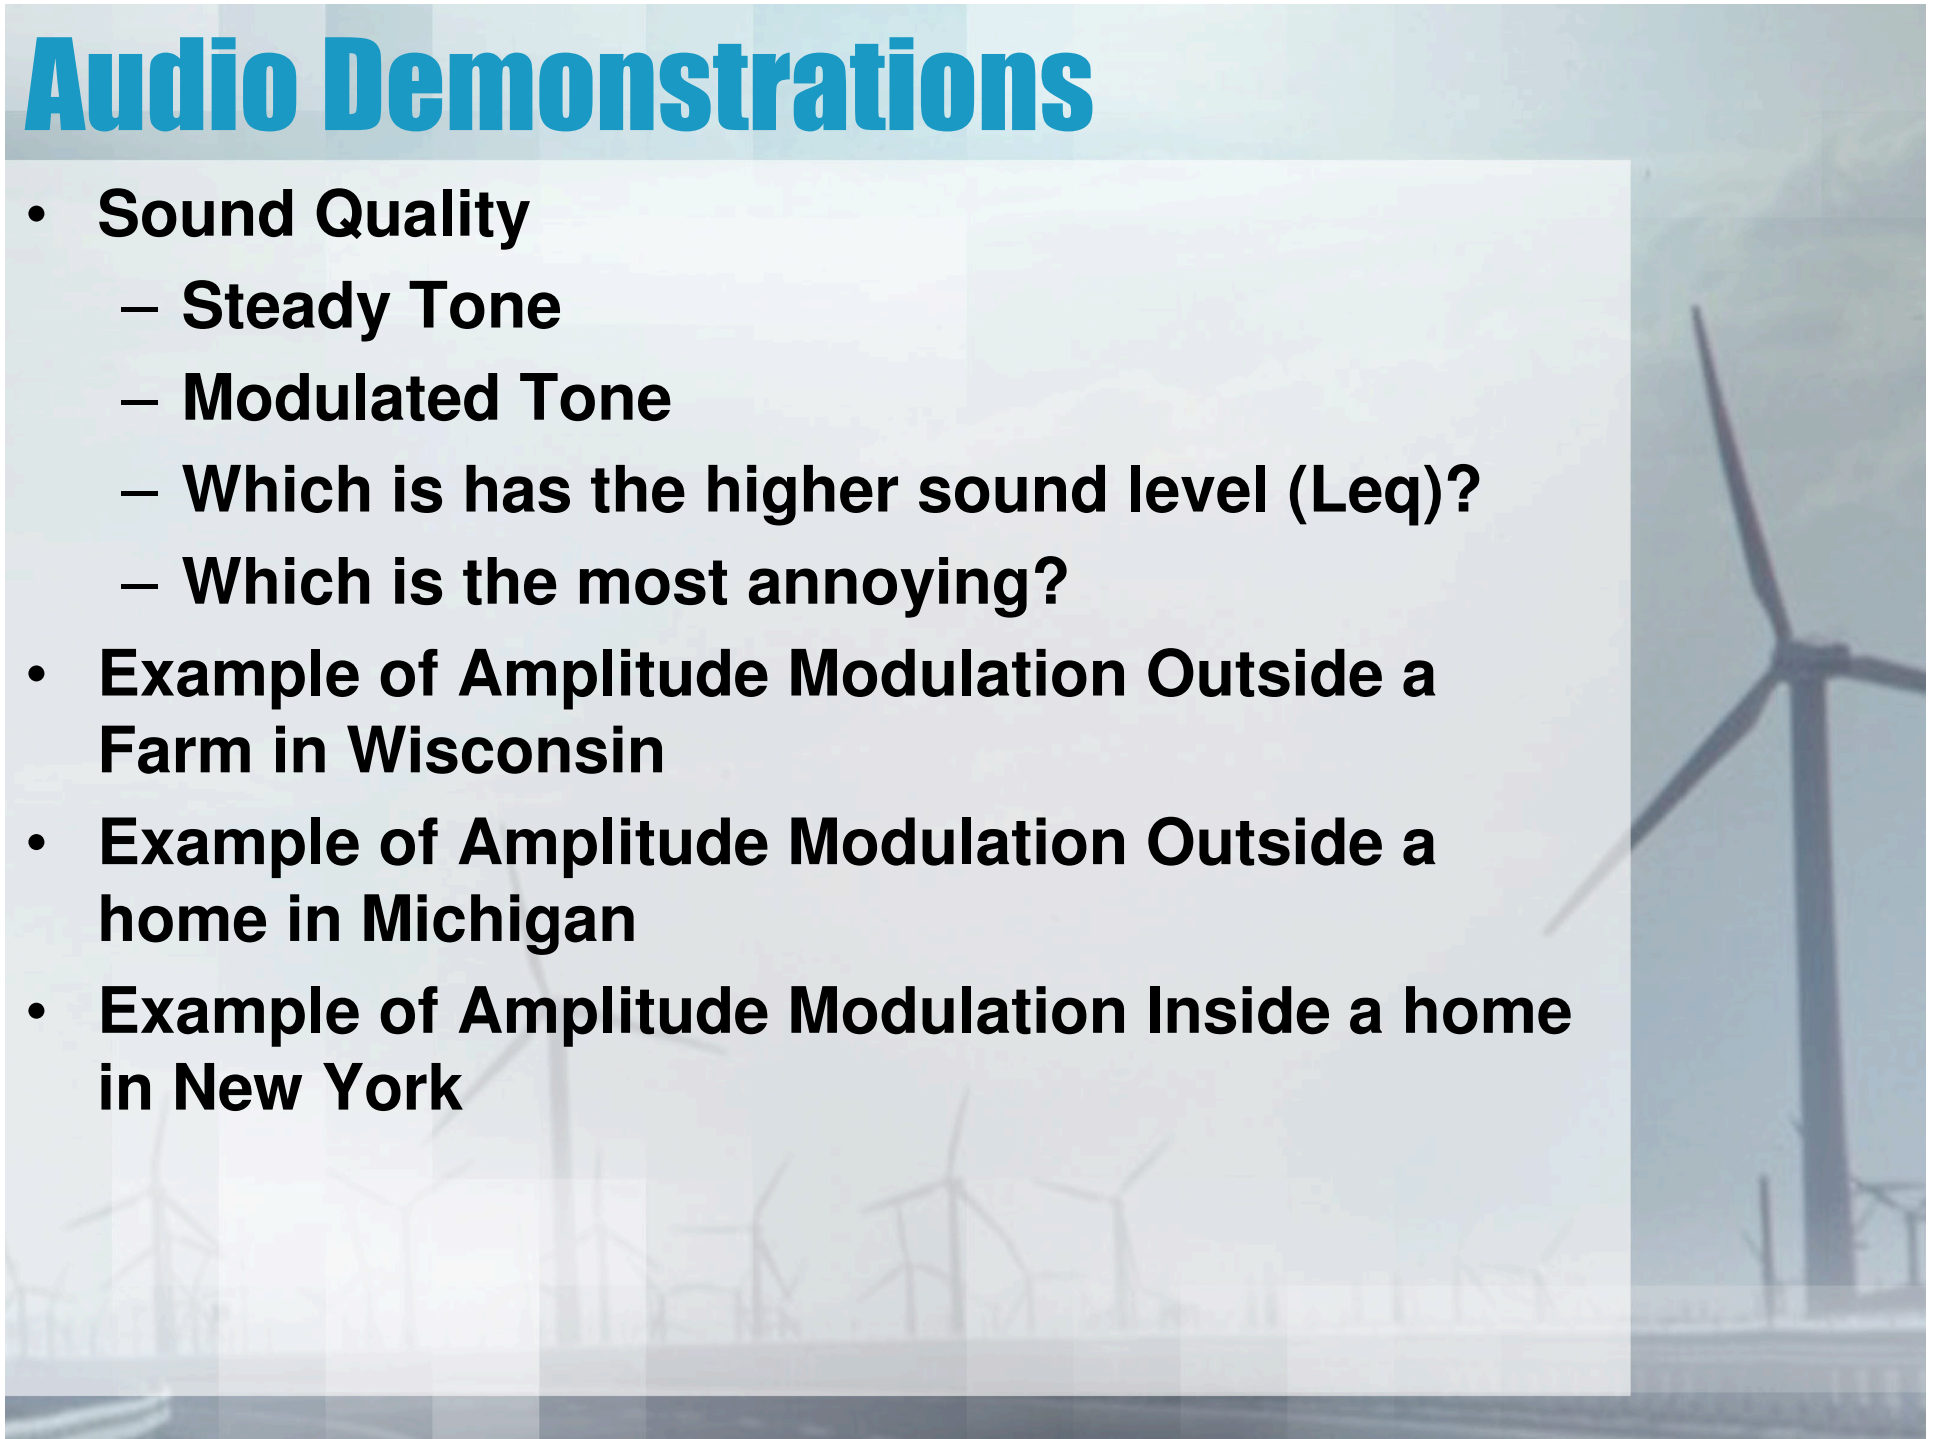 Audio Demonstrations
• Sound Quality
– Steady Tone
– Modulated Tone
– Which is has the higher sound level (Leq)?
– Which is the most annoying?
• Example of Amplitude Modulation Outside a
Farm in Wisconsin
• Example of Amplitude Modulation Outside a
home in Michigan
• Example of Amplitude Modulation Inside a home
in New York